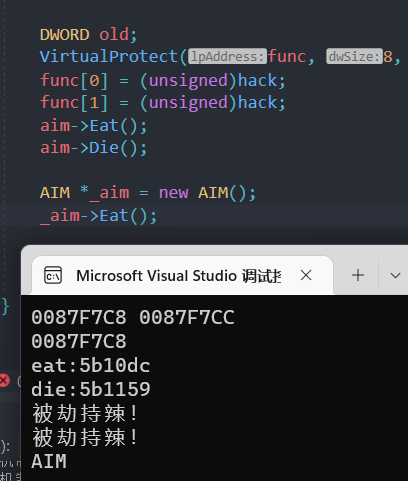 DWORD old;
VirtualProtect(lpAddress:func, dwSize:8,
func[0] = (unsigned)hack;
func[1] = (unsigned)hack;
aim->Eat();
aim->Die();
AIM *_aim = new AIM();
_aim->Eat();
}
Microsoft Visual Studio 调试控
0087F7C8 0087F7CC
0087F7C8
eat:5b10dc
die:5b1159
被劫持辣!
被劫持辣!
AIM
):